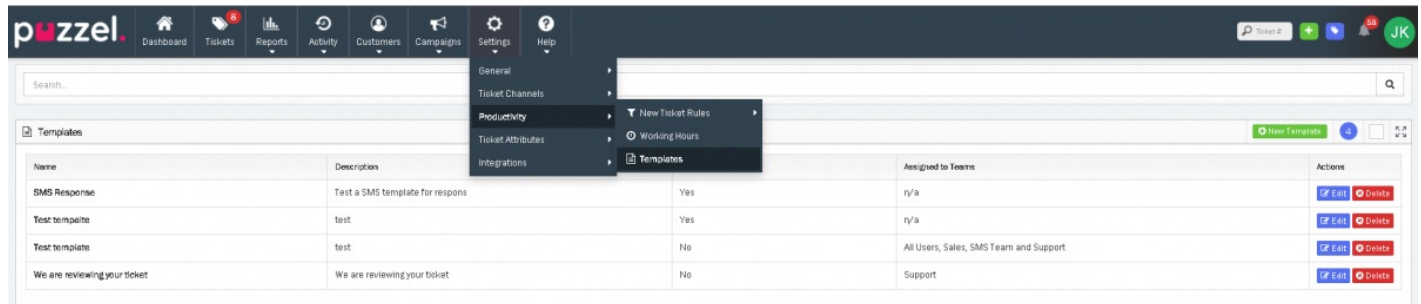 puzzel.
Dashboard
8
Tickets
Reports
Activity
Customers
Campaigns
Settings
Help
Ticket #
58
JK
General
Search...
Ticket Channels
Productivity
New Ticket Rules
Templates
Ticket Attributes
Working Hours
New Template
4
Integrations
Templates
Name Description Assigned to Teams Actions
SMS Response Test a SMS template for respons Yes n/a Edit Delete
Test tempalte test Yes n/a Edit Delete
Test template test No All Users, Sales, SMS Team and Support Edit Delete
We are reviewing your ticket We are reviewing your ticket No Support Edit Delete